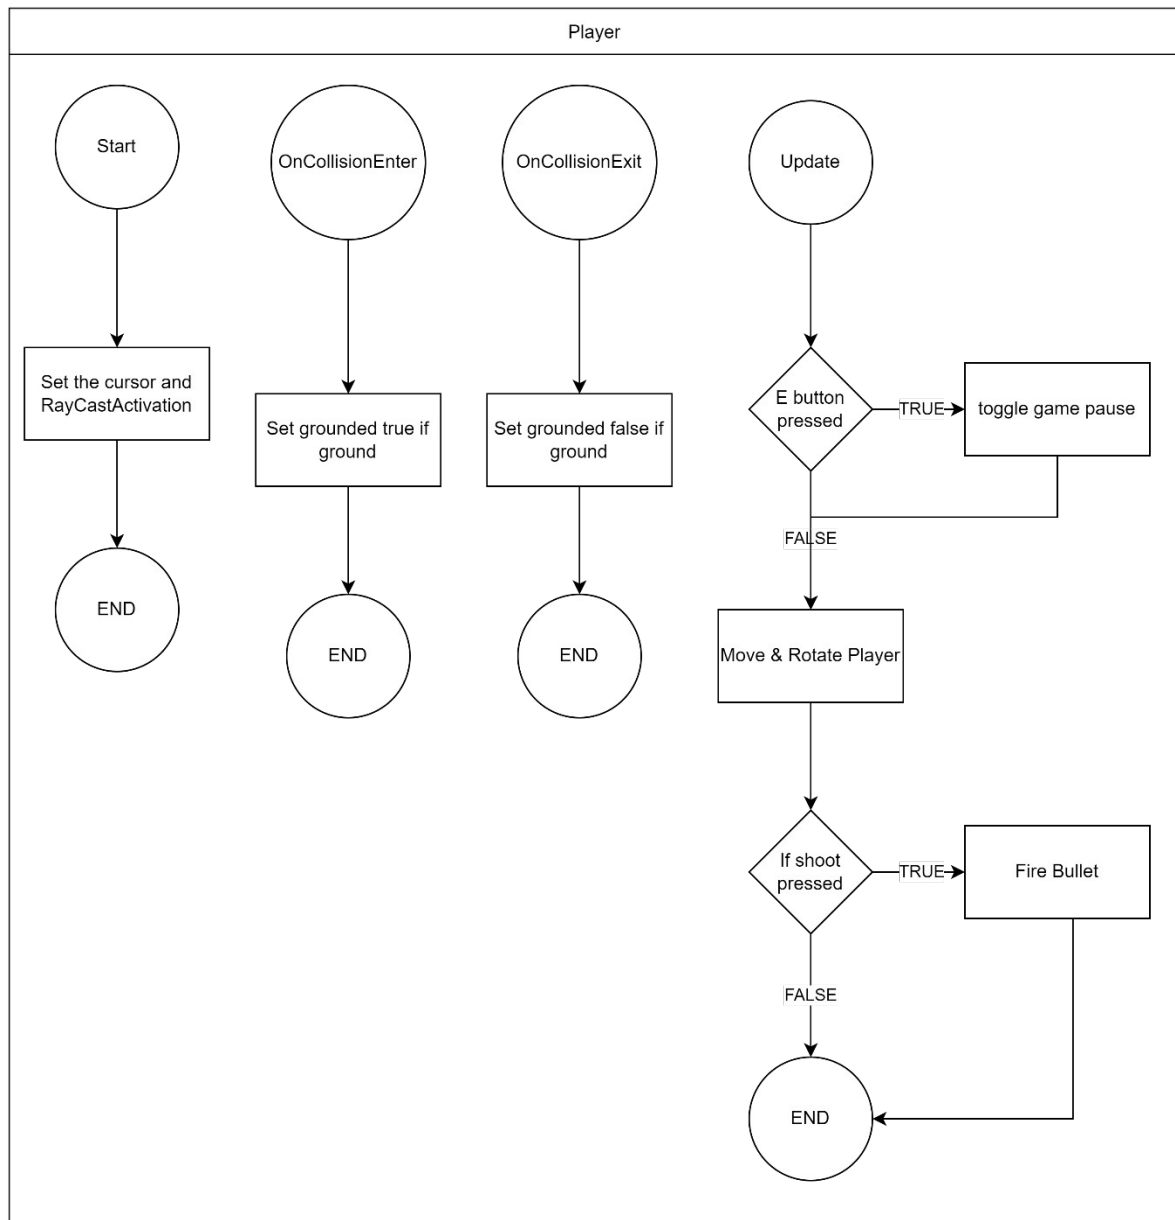 Player
Start
OnCollisionEnter
OnCollisionExit
Update
Set the cursor and
RayCastActivation
Set grounded true if
ground
Set grounded false if
ground
E button
pressed
TRUE
toggle game pause
FALSE
END
END
END
Move & Rotate Player
If shoot
pressed
TRUE
Fire Bullet
FALSE
END